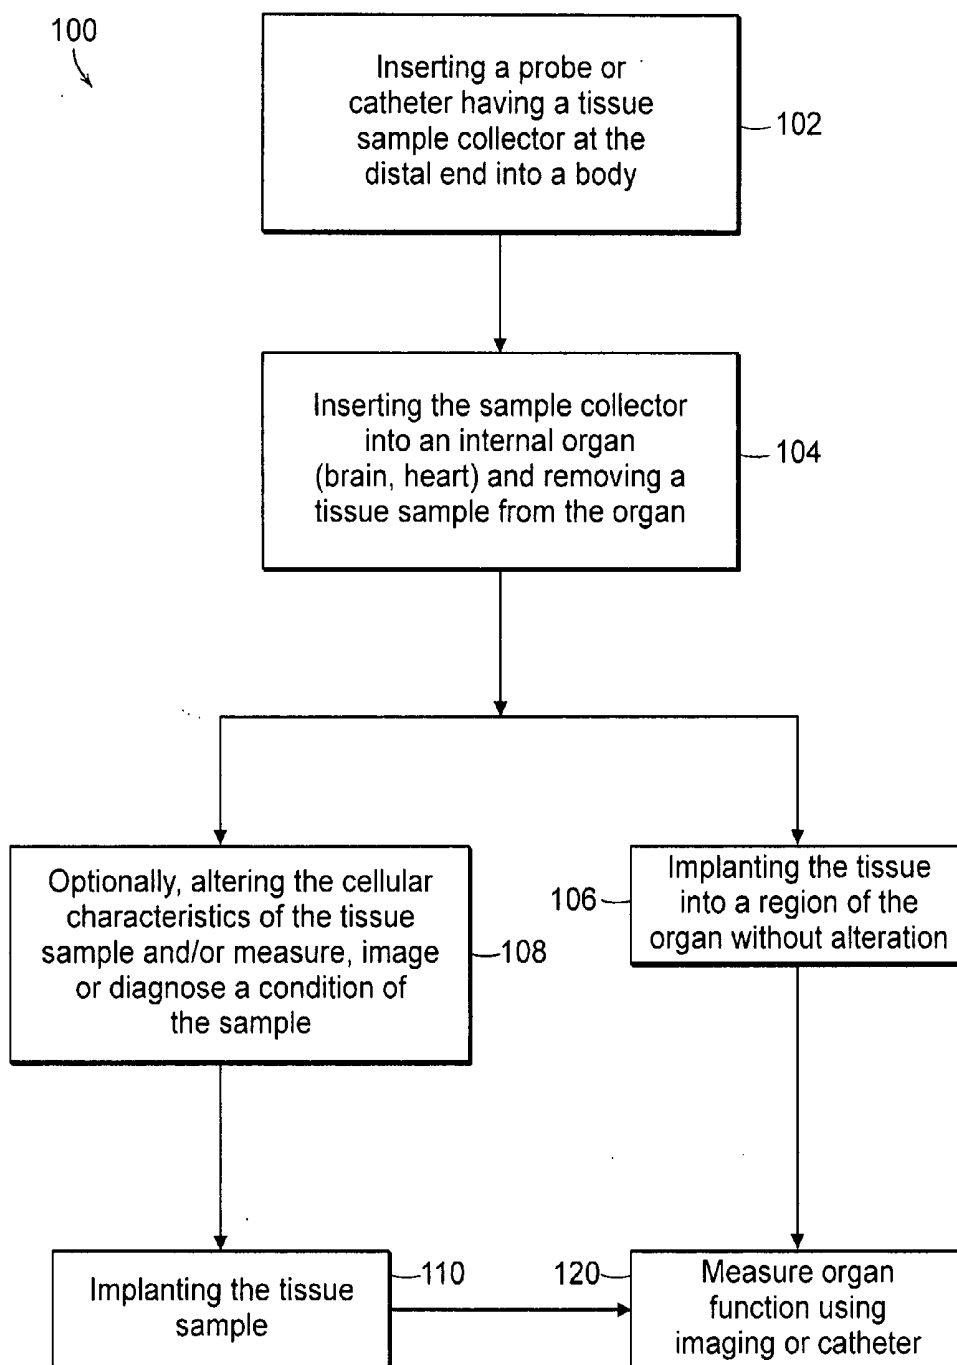 100
Inserting a probe or
catheter having a tissue
sample collector at the
distal end into a body
102
Inserting the sample collector
into an internal organ
(brain, heart) and removing a
tissue sample from the organ
104
Optionally, altering the cellular
characteristics of the tissue
sample and/or measure, image
or diagnose a condition of
the sample
108
106
Implanting the tissue
into a region of the
organ without alteration
Implanting the tissue
sample
110
120
Measure organ
function using
imaging or catheter